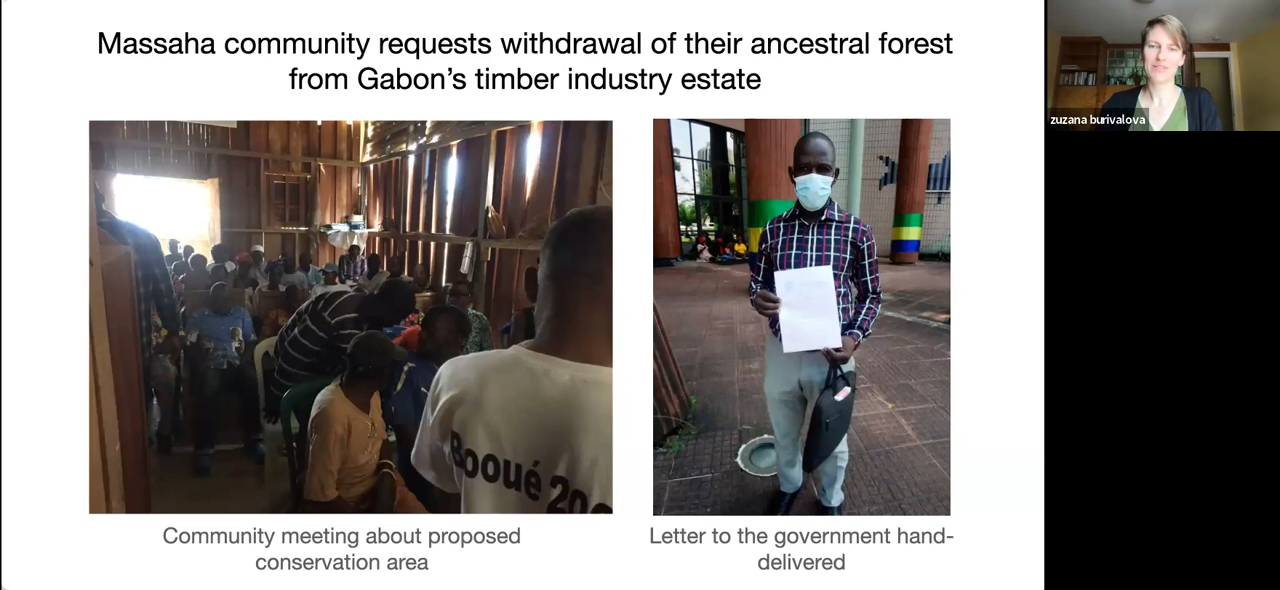 Massaha community requests withdrawal of their ancestral forest
from Gabon's timber industry estate
zuzana burivalova
Booué 20
Community meeting about proposed
conservation area
Letter to the government hand-
delivered